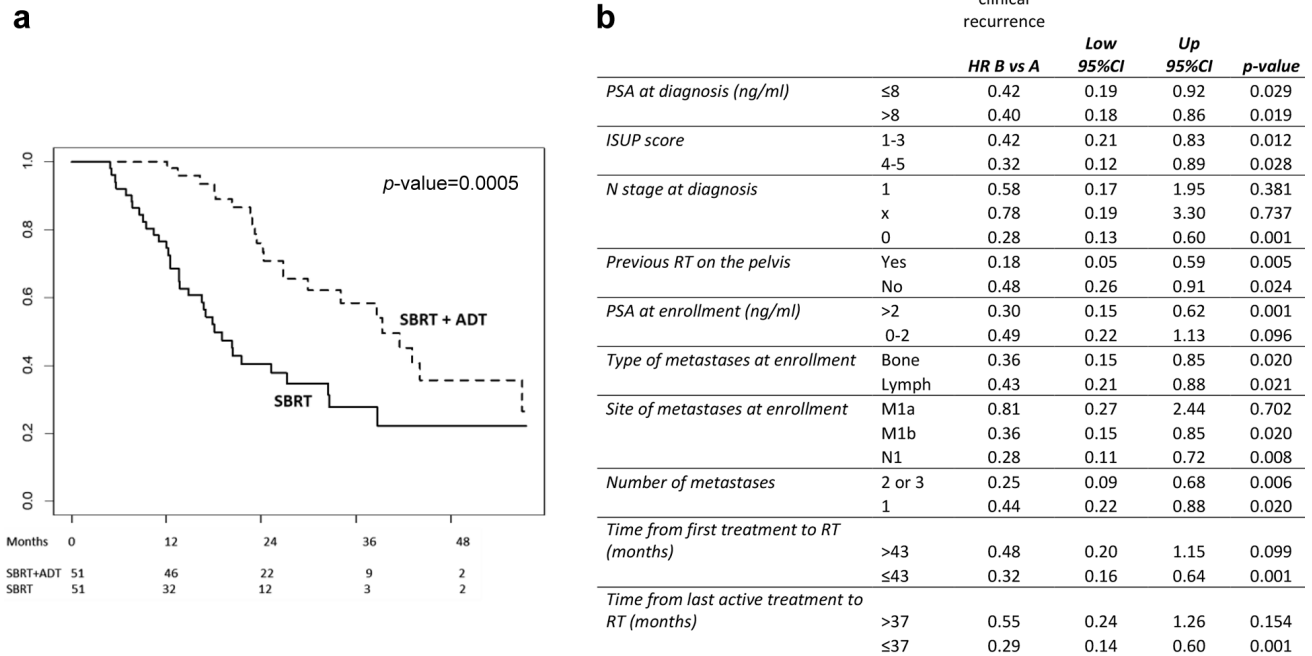 a
1.0
0.8
0.6
0.4
0.2
0.0
p-value=0.0005
SBRT + ADT
SBRT
Months 0 12 24 36 48
SBRT+ADT 51 46 22 9 2
SBRT 51 32 12 3 2
b
clinical
recurrence
Low Up
HR B vs A 95%CI 95%CI p-value
PSA at diagnosis (ng/ml) ≤8 0.42 0.19 0.92 0.029
>8 0.40 0.18 0.86 0.019
ISUP score 1-3 0.42 0.21 0.83 0.012
4-5 0.32 0.12 0.89 0.028
N stage at diagnosis 1 0.58 0.17 1.95 0.381
x 0.78 0.19 3.30 0.737
0 0.28 0.13 0.60 0.001
Previous RT on the pelvis Yes 0.18 0.05 0.59 0.005
No 0.48 0.26 0.91 0.024
PSA at enrollment (ng/ml) >2 0.30 0.15 0.62 0.001
0-2 0.49 0.22 1.13 0.096
Type of metastases at enrollment Bone 0.36 0.15 0.85 0.020
Lymph 0.43 0.21 0.88 0.021
Site of metastases at enrollment M1a 0.81 0.27 2.44 0.702
M1b 0.36 0.15 0.85 0.020
N1 0.28 0.11 0.72 0.008
Number of metastases 2 or 3 0.25 0.09 0.68 0.006
1 0.44 0.22 0.88 0.020
Time from first treatment to RT
(months) >43 0.48 0.20 1.15 0.099
≤43 0.32 0.16 0.64 0.001
Time from last active treatment to
RT (months) >37 0.55 0.24 1.26 0.154
≤37 0.29 0.14 0.60 0.001